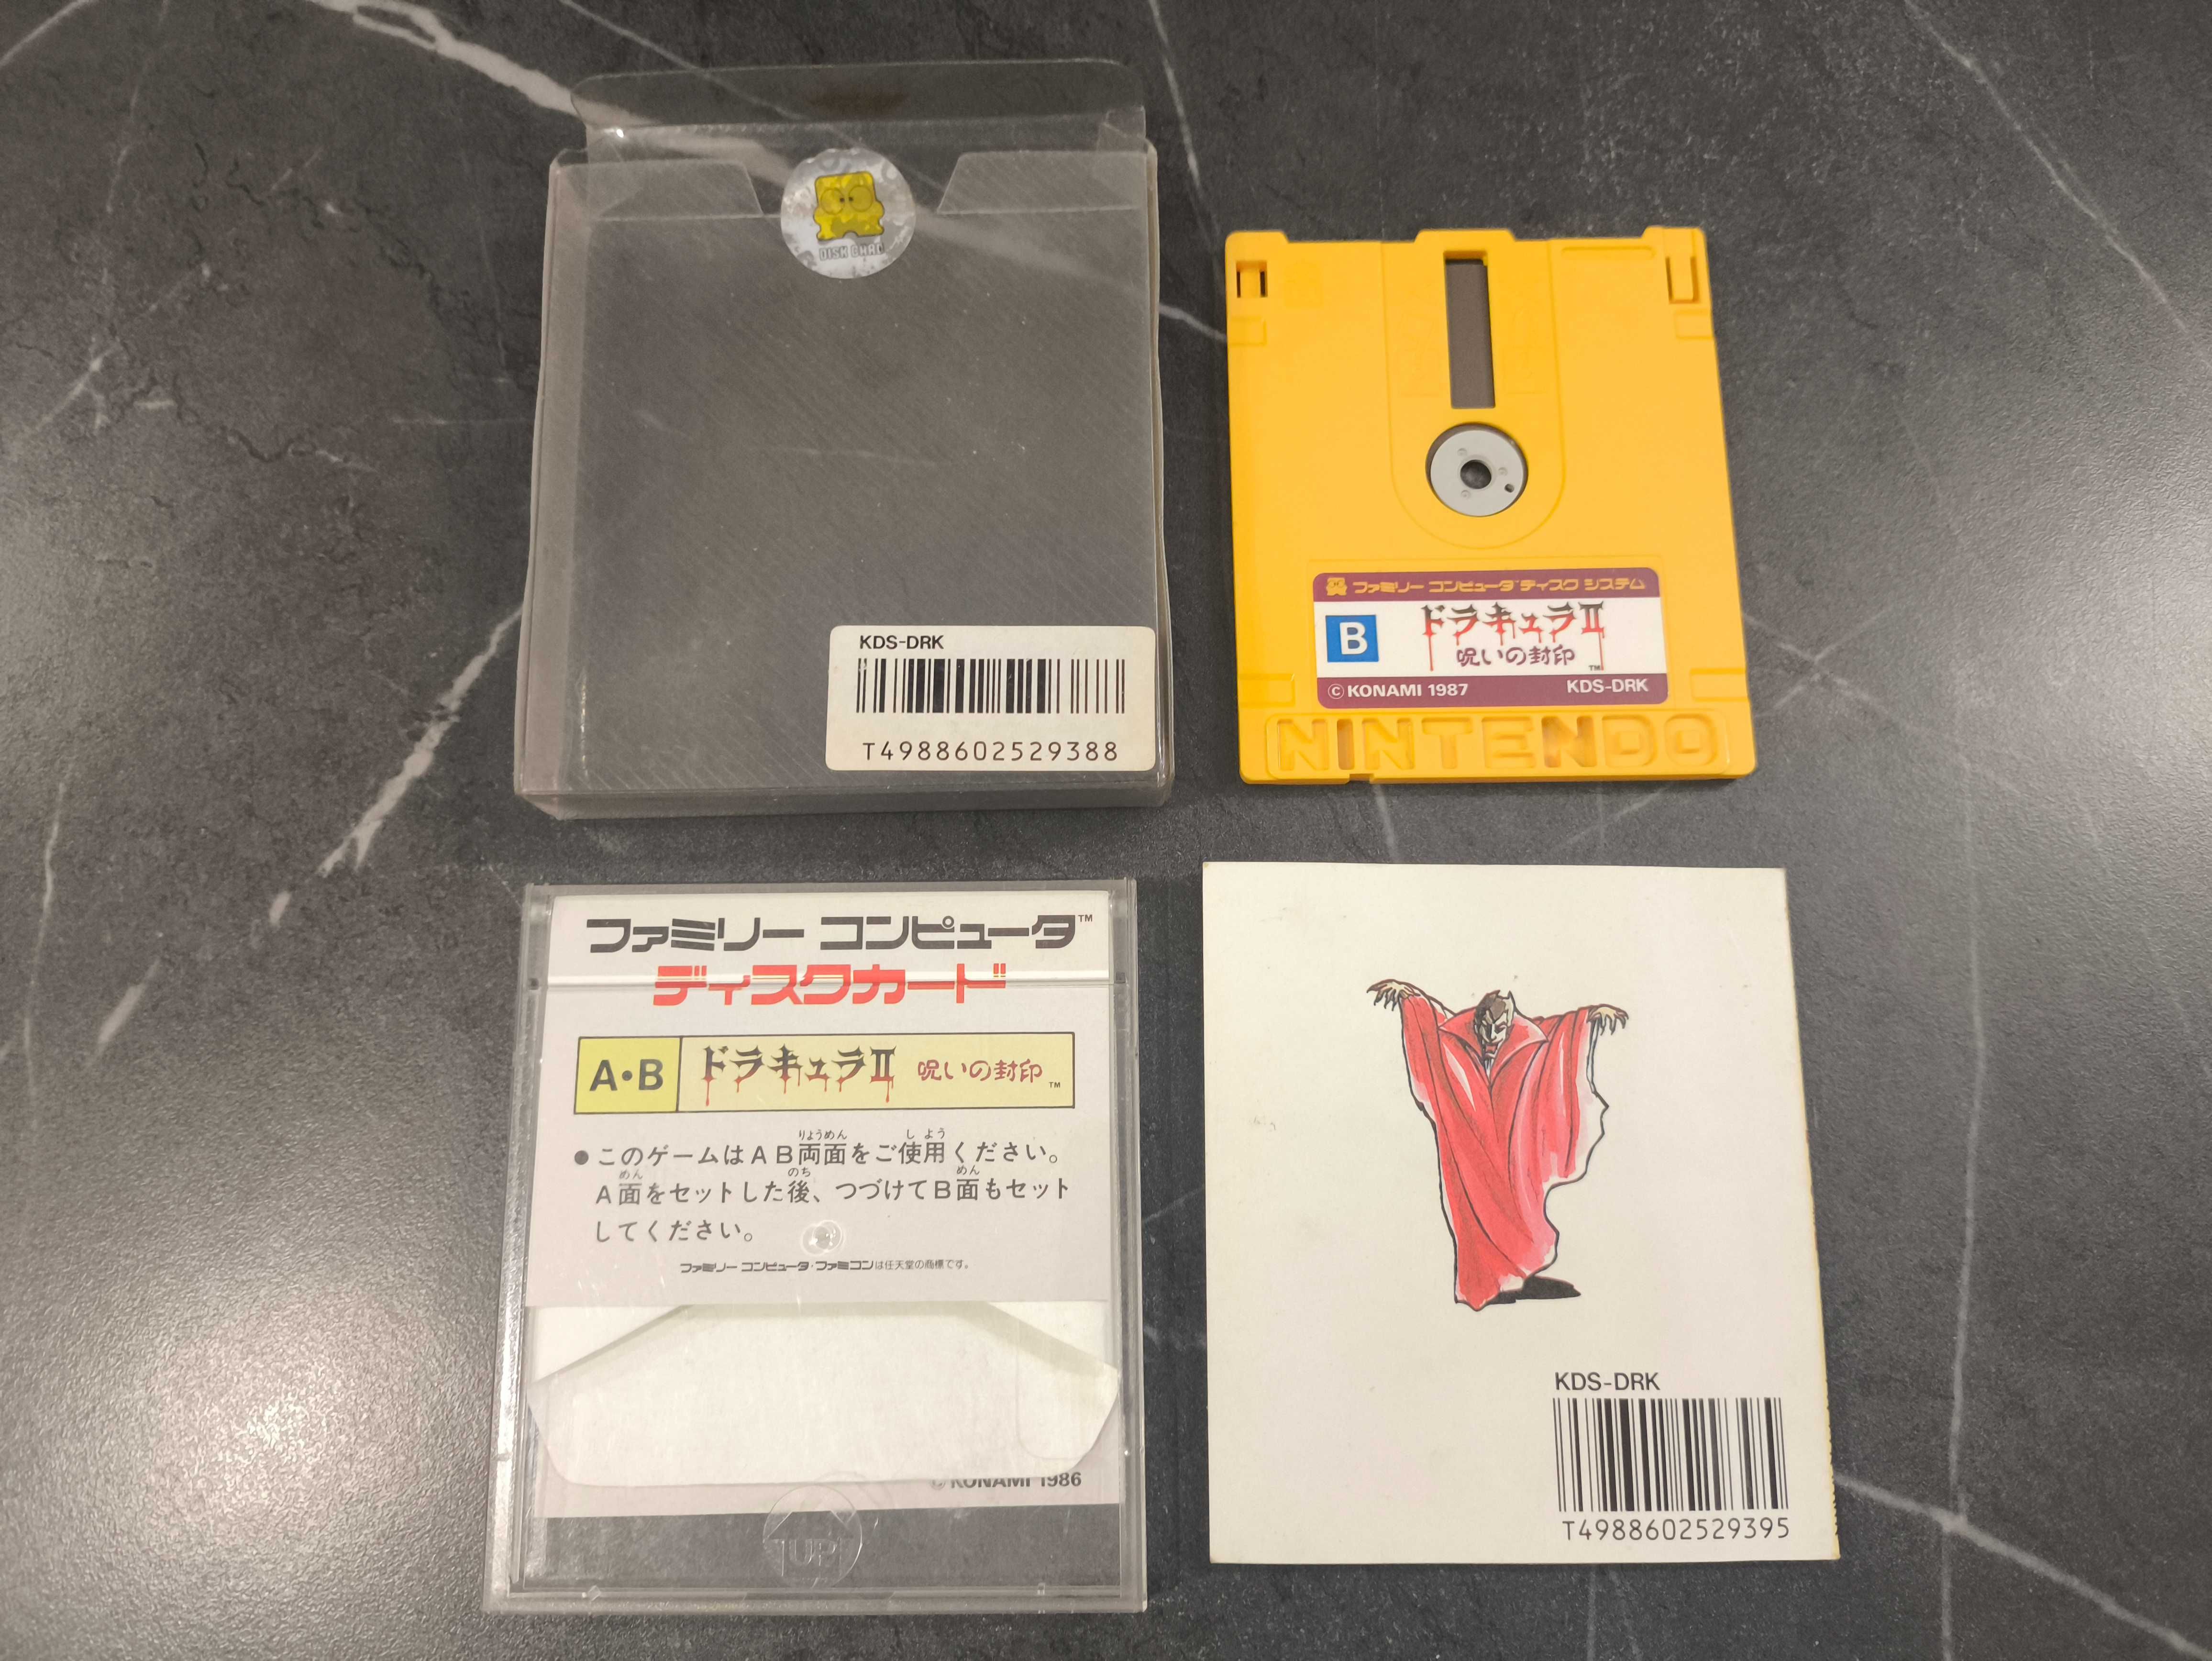 DISK CHAR
KDS-DRK
T4988602529388
ファミリー コンピュータ ディスク システム
B
ドラキュラII
呪いの封印
TM
© KONAMI 1987 KDS-DRK
NINTENDO
ファミリー コンピュータ™
ディスクカード
A・B ドラキュラII 呪いの封印 TM
りょうめん しよう
●このゲームはAB両面をご使用ください。
めん のち めん
A面をセットした後、つづけてB面もセット
してください。
ファミリー コンピュータ・ファミコンは任天堂の商標です。
© KONAMI 1986
UP
KDS-DRK
T4988602529395